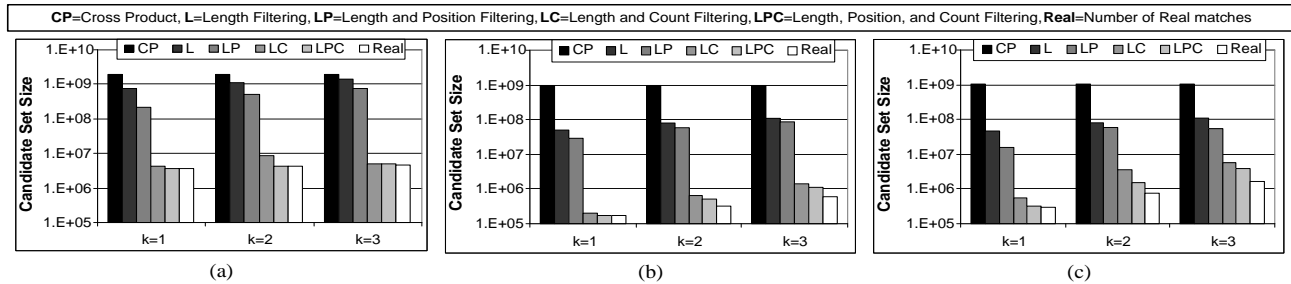 CP=Cross Product, L=Length Filtering, LP=Length and Position Filtering, LC=Length and Count Filtering, LPC=Length, Position, and Count Filtering, Real=Number of Real matches
CP L LP LC LPC Real
Candidate Set Size
1.E+10
1.E+09
1.E+08
1.E+07
1.E+06
1.E+05
k=1 k=2 k=3
(a)
CP L LP LC LPC Real
Candidate Set Size
1.E+10
1.E+09
1.E+08
1.E+07
1.E+06
1.E+05
k=1 k=2 k=3
(b)
CP L LP LC LPC Real
Candidate Set Size
1.E+10
1.E+09
1.E+08
1.E+07
1.E+06
1.E+05
k=1 k=2 k=3
(c)